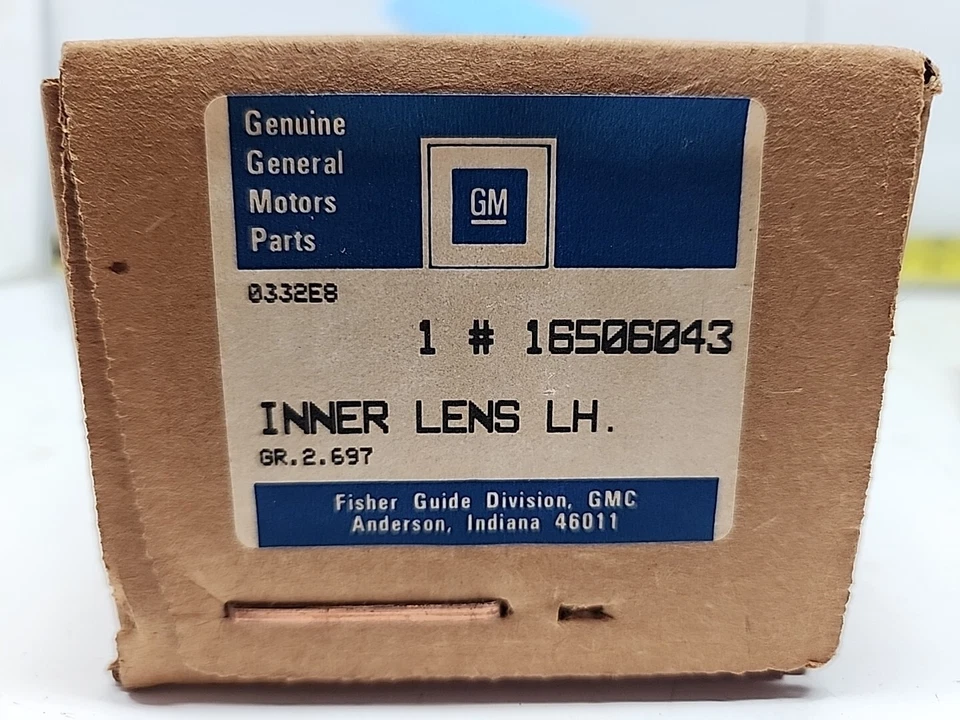 Genuine
General
Motors
Parts
GM
0332E8
1 # 16506043
INNER LENS LH.
GR.2.697
Fisher Guide Division, GMC
Anderson, Indiana 46011